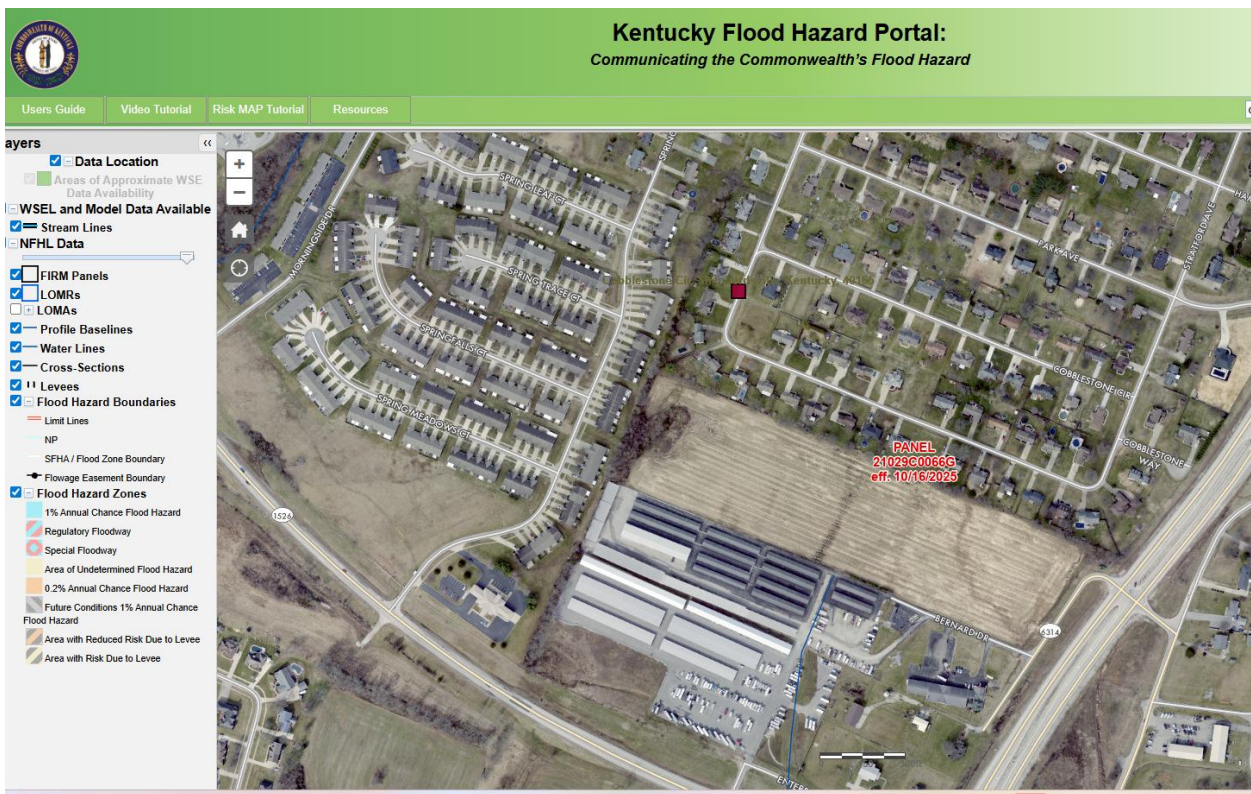 Kentucky Flood Hazard Portal:
Communicating the Commonwealth's Flood Hazard
Users Guide
Video Tutorial
Risk MAP Tutorial
Resources
ayers
Data Location
Areas of Approximate WSE
Data Availability
WSEL and Model Data Available
Stream Lines
NFHL Data
FIRM Panels
LOMRs
LOMAs
Profile Baselines
Water Lines
Cross-Sections
Levees
Flood Hazard Boundaries
Limit Lines
NP
SFHA / Flood Zone Boundary
Flowage Easement Boundary
Flood Hazard Zones
1% Annual Chance Flood Hazard
Regulatory Floodway
Special Floodway
Area of Undetermined Flood Hazard
0.2% Annual Chance Flood Hazard
Future Conditions 1% Annual Chance
Flood Hazard
Area with Reduced Risk Due to Levee
Area with Risk Due to Levee
MORNINGSIDE DR
SPRING LEAF CT
SPRING
SPRING TRACE CT
SPRINGFALLS CT
SPRING MEADOWS CT
PARK AVE
STRATFORD AVE
HA
COBBLESTONE CIR
COBBLESTONE
WAY
PANEL
21029C0066G
eff. 10/16/2025
1526
BERNARD DR
6314
ENTERP